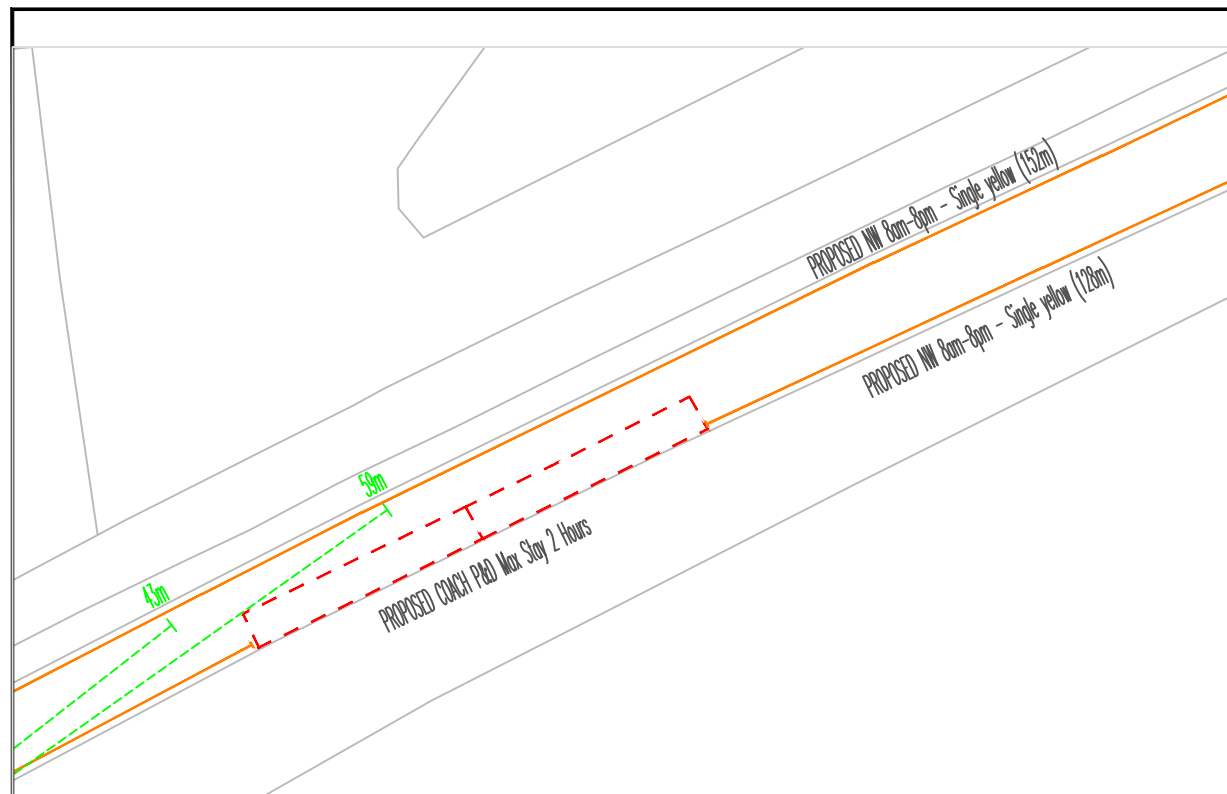 PROPOSED NW 8am-8pm - Single yellow (152m)
PROPOSED NW 8am-8pm - Single yellow (128m)
59m
PROPOSED COACH P&D Max Stay 2 Hours
43m